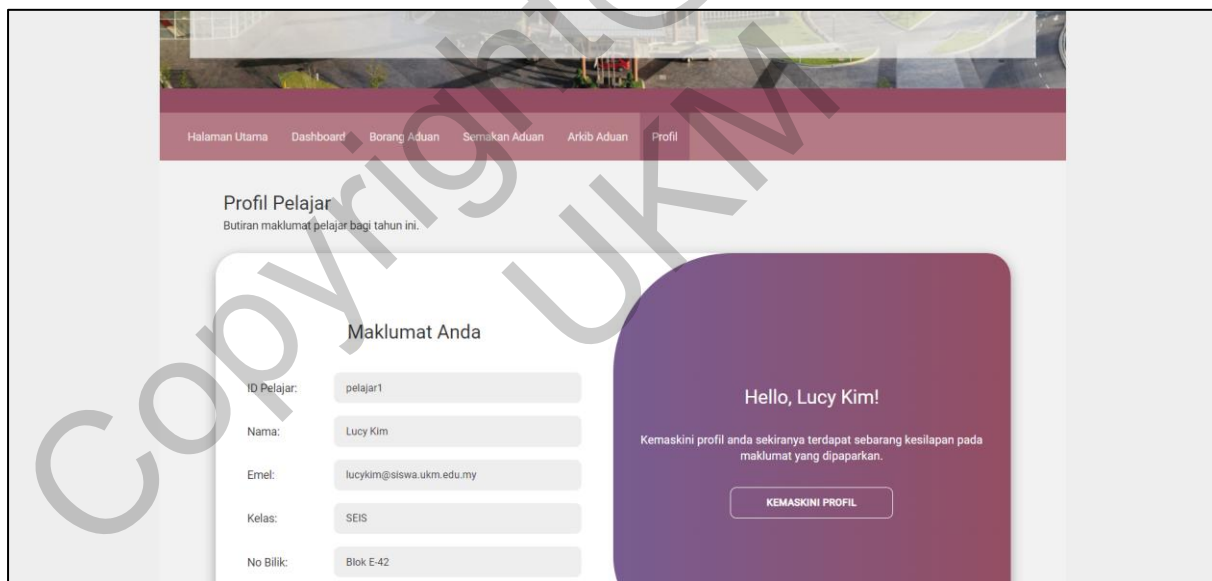 Halaman Utama Dashboard Borang Aduan Semakan Aduan Arkib Aduan Profil
Profil Pelajar
Butiran maklumat pelajar bagi tahun ini.
Maklumat Anda
ID Pelajar: pelajar1
Nama: Lucy Kim
Emel: lucykim@siswa.ukm.edu.my
Kelas: SEIS
No Bilik: Blok E-42
Hello, Lucy Kim!
Kemaskini profil anda sekiranya terdapat sebarang kesilapan pada
maklumat yang dipaparkan.
KEMASKINI PROFIL
Copyright
UKM